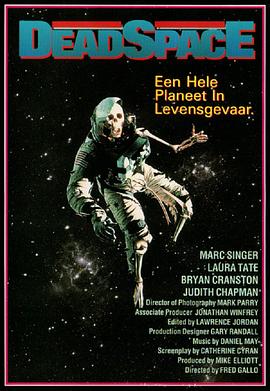 DEADSPACE
Een Hele
Planeet In
Levensgevaar
MARC SINGER
LAURA TATE
BRYAN CRANSTON
JUDITH CHAPMAN
Director of Photography MARK PARRY
Associate Producer JONATHAN WINFREY
Edited by LAWRENCE JORDAN
Production Designer GARY RANDALL
Music by DANIEL MAY
Screenplay by CATHERINE CYRAN
Produced by MIKE ELLIOTT
Directed by FRED GALLO